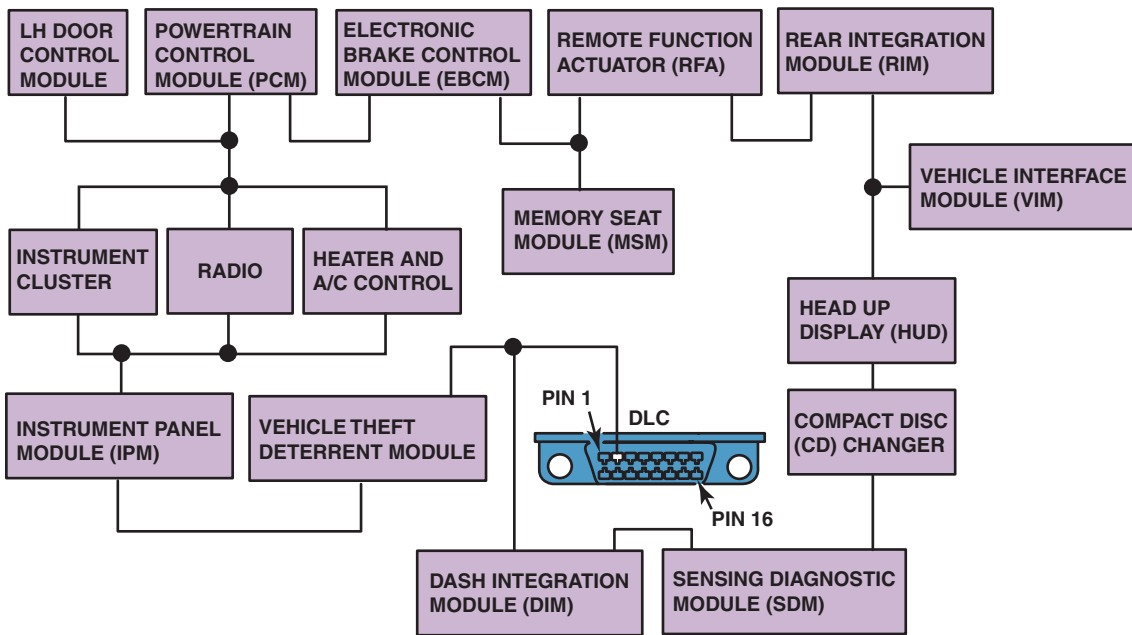 LH DOOR
CONTROL
MODULE
POWERTRAIN
CONTROL
MODULE (PCM)
ELECTRONIC
BRAKE CONTROL
MODULE (EBCM)
REMOTE FUNCTION
ACTUATOR (RFA)
REAR INTEGRATION
MODULE (RIM)
VEHICLE INTERFACE
MODULE (VIM)
MEMORY SEAT
MODULE (MSM)
INSTRUMENT
CLUSTER
RADIO
HEATER AND
A/C CONTROL
HEAD UP
DISPLAY (HUD)
INSTRUMENT PANEL
MODULE (IPM)
VEHICLE THEFT
DETERRENT MODULE
PIN 1
DLC
PIN 16
COMPACT DISC
(CD) CHANGER
DASH INTEGRATION
MODULE (DIM)
SENSING DIAGNOSTIC
MODULE (SDM)